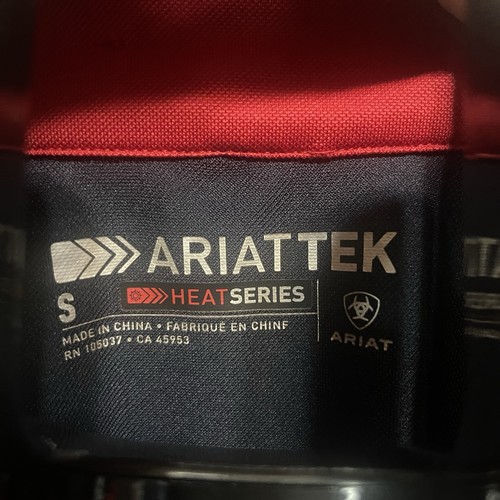 ARIATTEK
S
HEATSERIES
MADE IN CHINA • FABRIQUÉ EN CHINE
RN 105037 • CA 45953
ARIAT